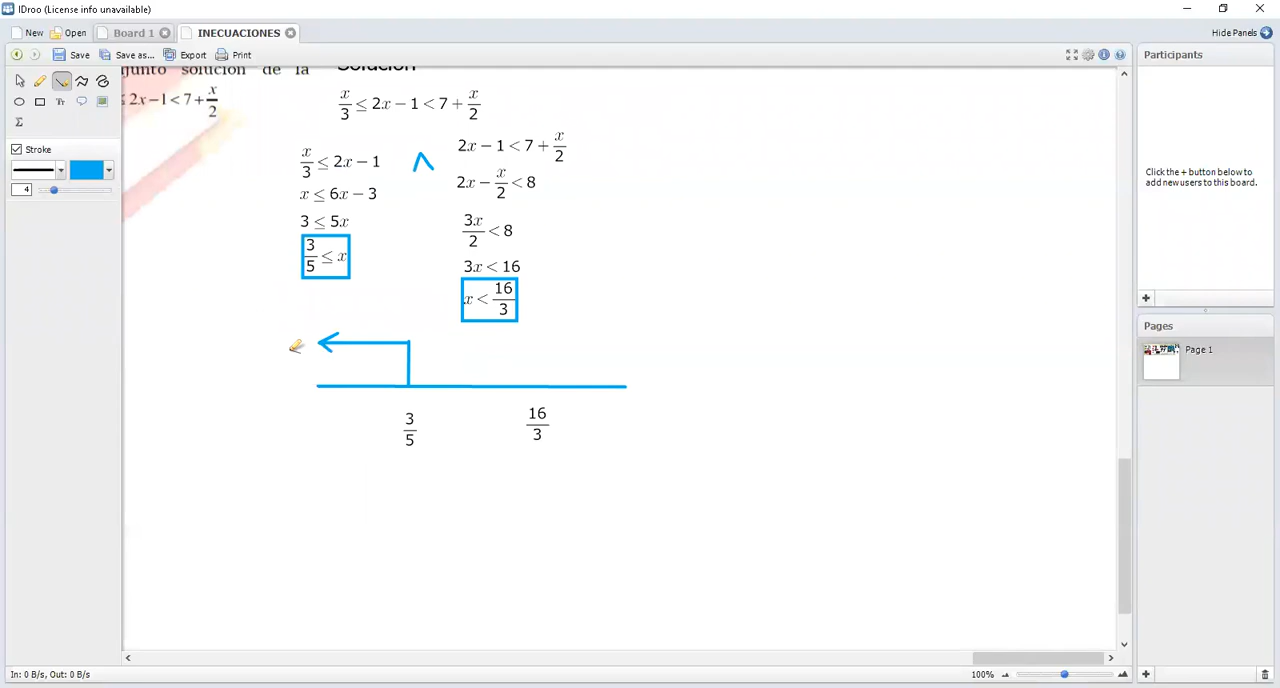 IDroo (License info unavailable)
New Open Board 1 INECUACIONES Hide Panels
Save Save as... Export Print
Participants
Click the + button below to
add new users to this board.
Pages
Page 1
Stroke
4
junto solución de la
≤ 2x−1 < 7 + x/2
Solución
x/3 ≤ 2x − 1 < 7 + x/2
x/3 ≤ 2x − 1
x ≤ 6x − 3
3 ≤ 5x
3/5 ≤ x
∧
2x − 1 < 7 + x/2
2x − x/2 < 8
3x/2 < 8
3x < 16
x < 16/3
3/5 16/3
In: 0 B/s, Out: 0 B/s
100%